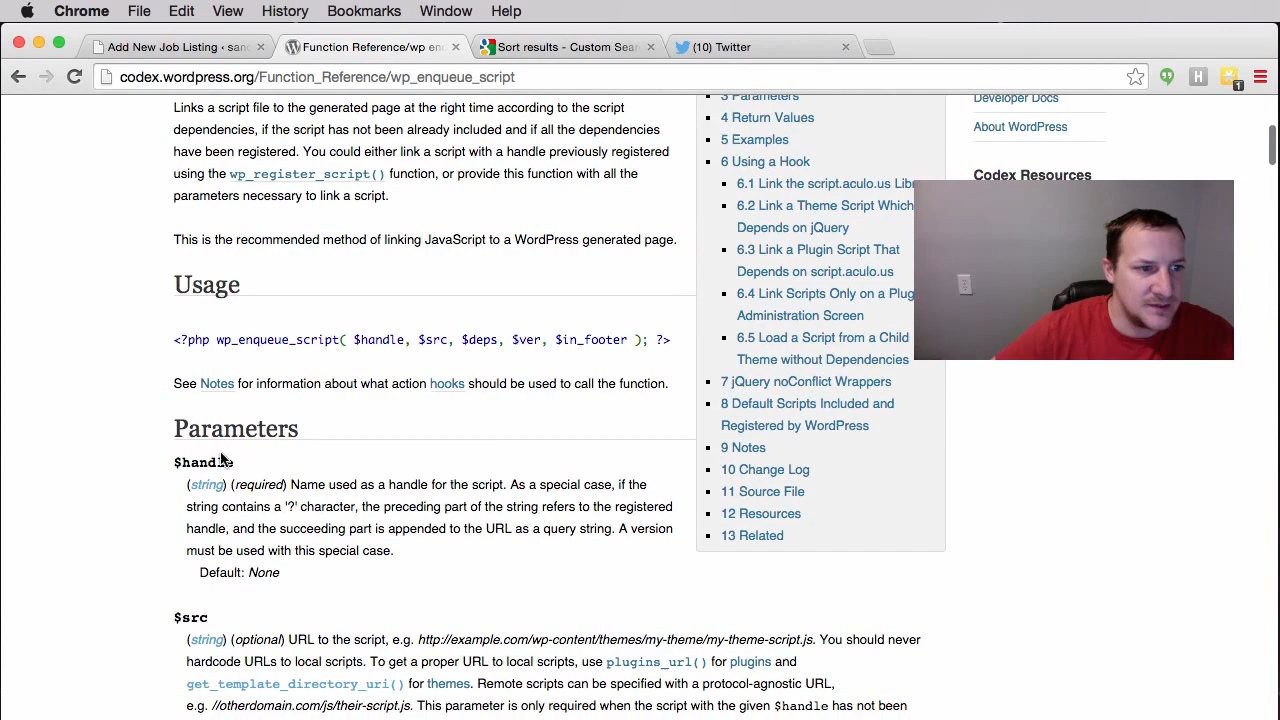 Chrome File Edit View History Bookmarks Window Help
Add New Job Listing ‹ san
Function Reference/wp en
Sort results - Custom Sear
(10) Twitter
codex.wordpress.org/Function_Reference/wp_enqueue_script
Links a script file to the generated page at the right time according to the script
dependencies, if the script has not been already included and if all the dependencies
have been registered. You could either link a script with a handle previously registered
using the wp_register_script() function, or provide this function with all the
parameters necessary to link a script.
This is the recommended method of linking JavaScript to a WordPress generated page.
Usage
<?php wp_enqueue_script( $handle, $src, $deps, $ver, $in_footer ); ?>
See Notes for information about what action hooks should be used to call the function.
Parameters
$handle
(string) (required) Name used as a handle for the script. As a special case, if the
string contains a '?' character, the preceding part of the string refers to the registered
handle, and the succeeding part is appended to the URL as a query string. A version
must be used with this special case.
Default: None
$src
(string) (optional) URL to the script, e.g. http://example.com/wp-content/themes/my-theme/my-theme-script.js. You should never
hardcode URLs to local scripts. To get a proper URL to local scripts, use plugins_url() for plugins and
get_template_directory_uri() for themes. Remote scripts can be specified with a protocol-agnostic URL,
e.g. //otherdomain.com/js/their-script.js. This parameter is only required when the script with the given $handle has not been
3 Parameters
4 Return Values
5 Examples
6 Using a Hook
6.1 Link the script.aculo.us Libr
6.2 Link a Theme Script Which
Depends on jQuery
6.3 Link a Plugin Script That
Depends on script.aculo.us
6.4 Link Scripts Only on a Plug
Administration Screen
6.5 Load a Script from a Child
Theme without Dependencies
7 jQuery noConflict Wrappers
8 Default Scripts Included and
Registered by WordPress
9 Notes
10 Change Log
11 Source File
12 Resources
13 Related
Developer Docs
About WordPress
Codex Resources
H
1